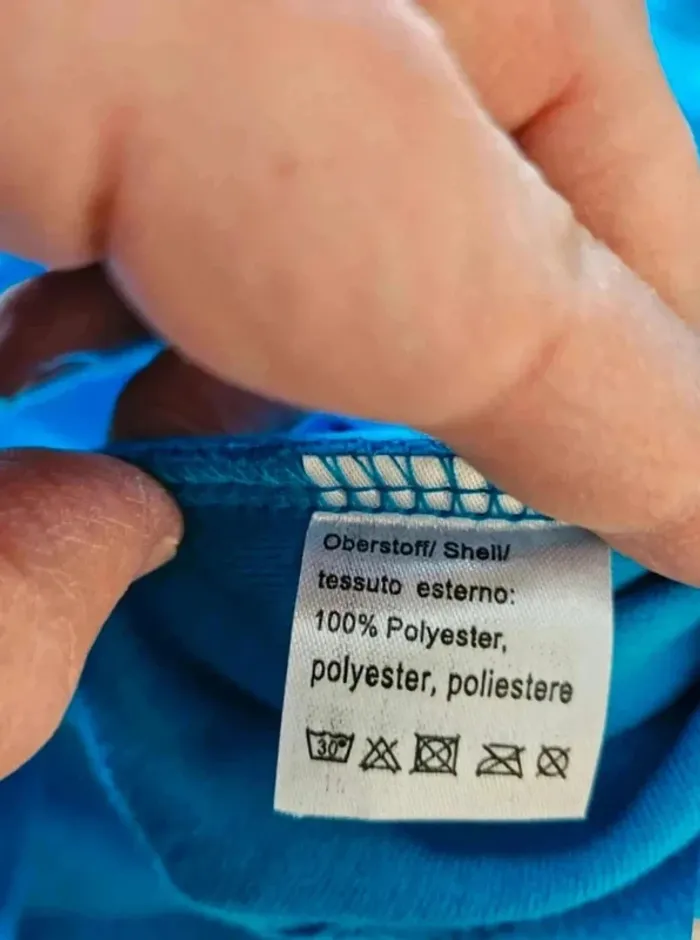 Oberstoff/ Shell/
tessuto esterno:
100% Polyester,
polyester, poliestere
30°